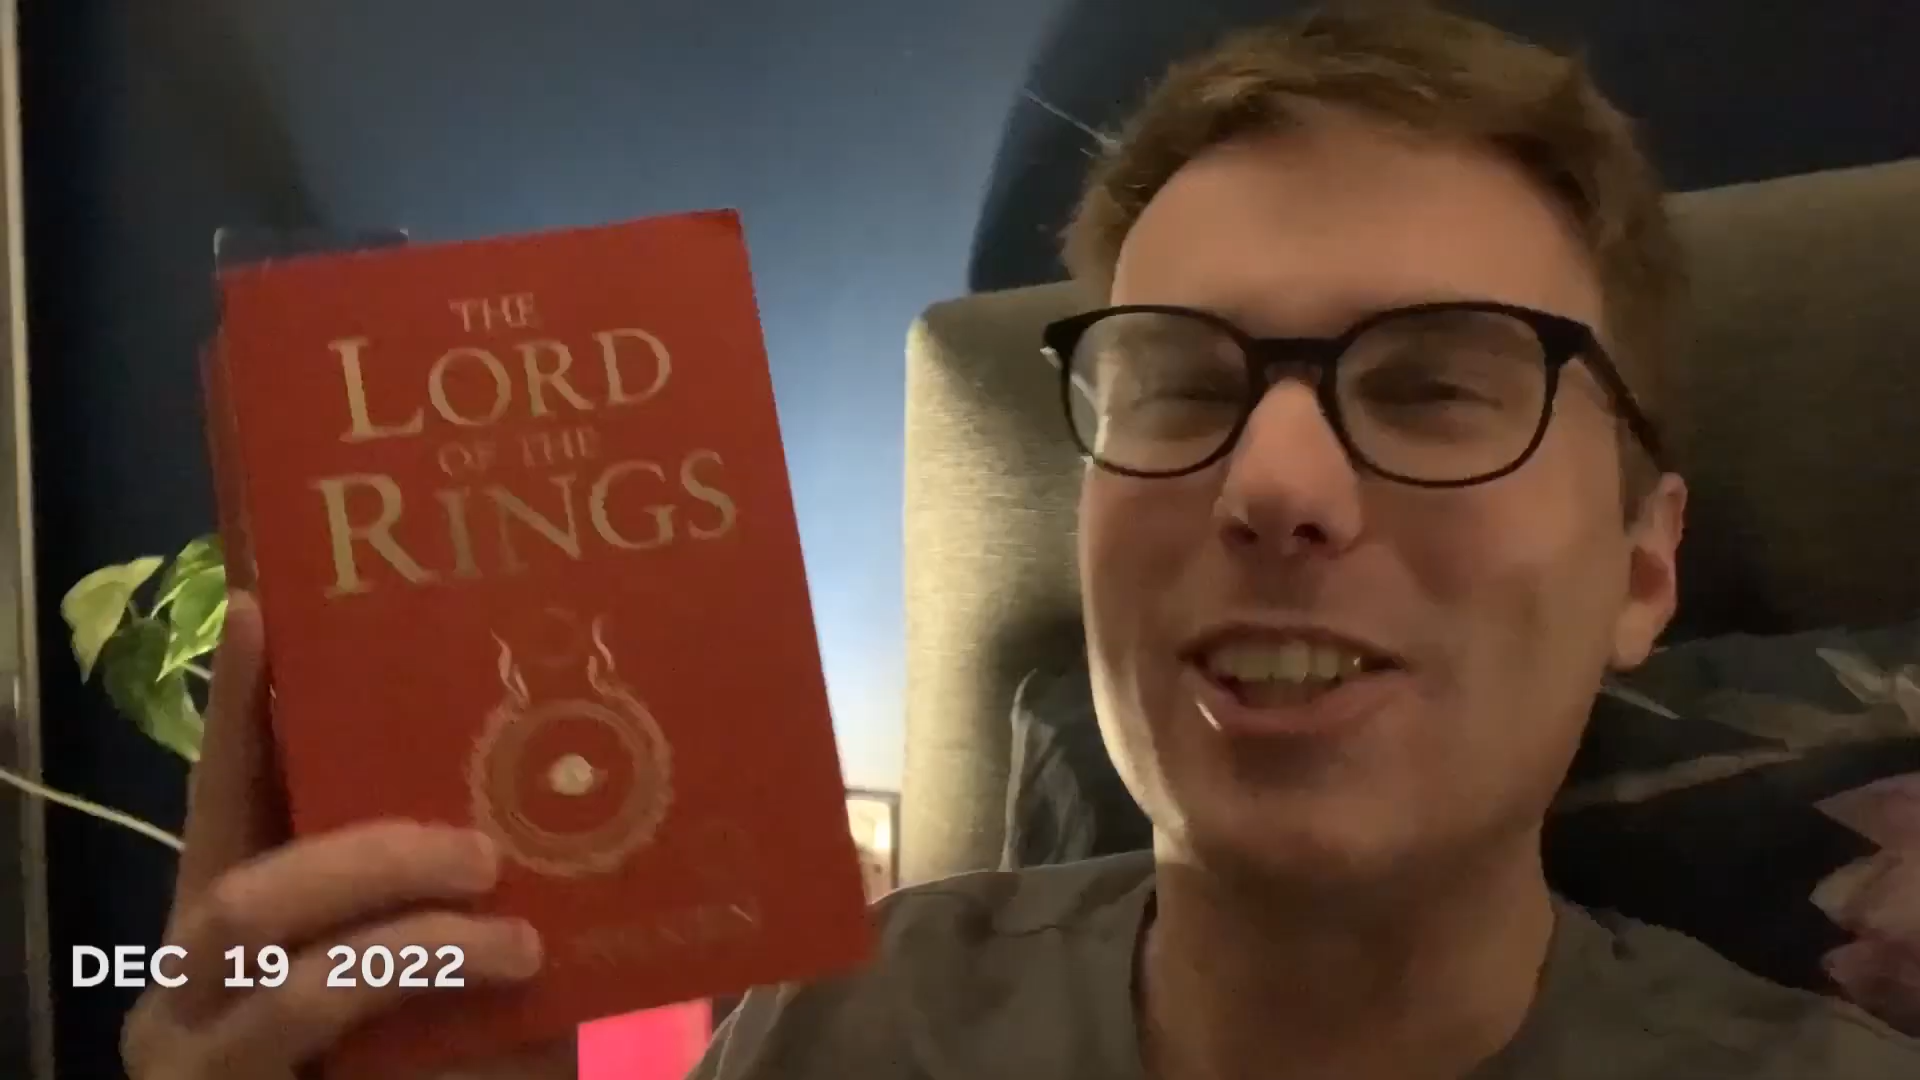 THE
LORD
OF THE
RINGS
DEC 19 2022